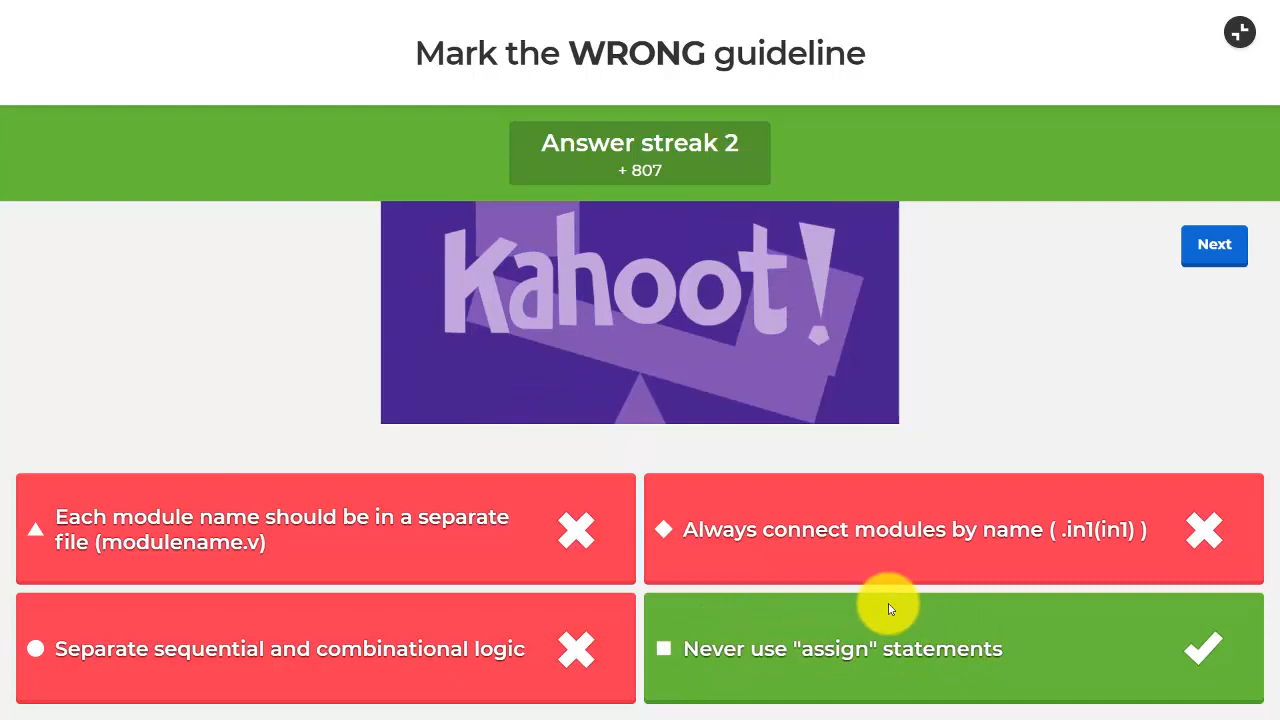 Mark the WRONG guideline
Answer streak 2
+ 807
Kahoot!
Next
Each module name should be in a separate
file (modulename.v)
Always connect modules by name ( .in1(in1) )
Separate sequential and combinational logic
Never use "assign" statements